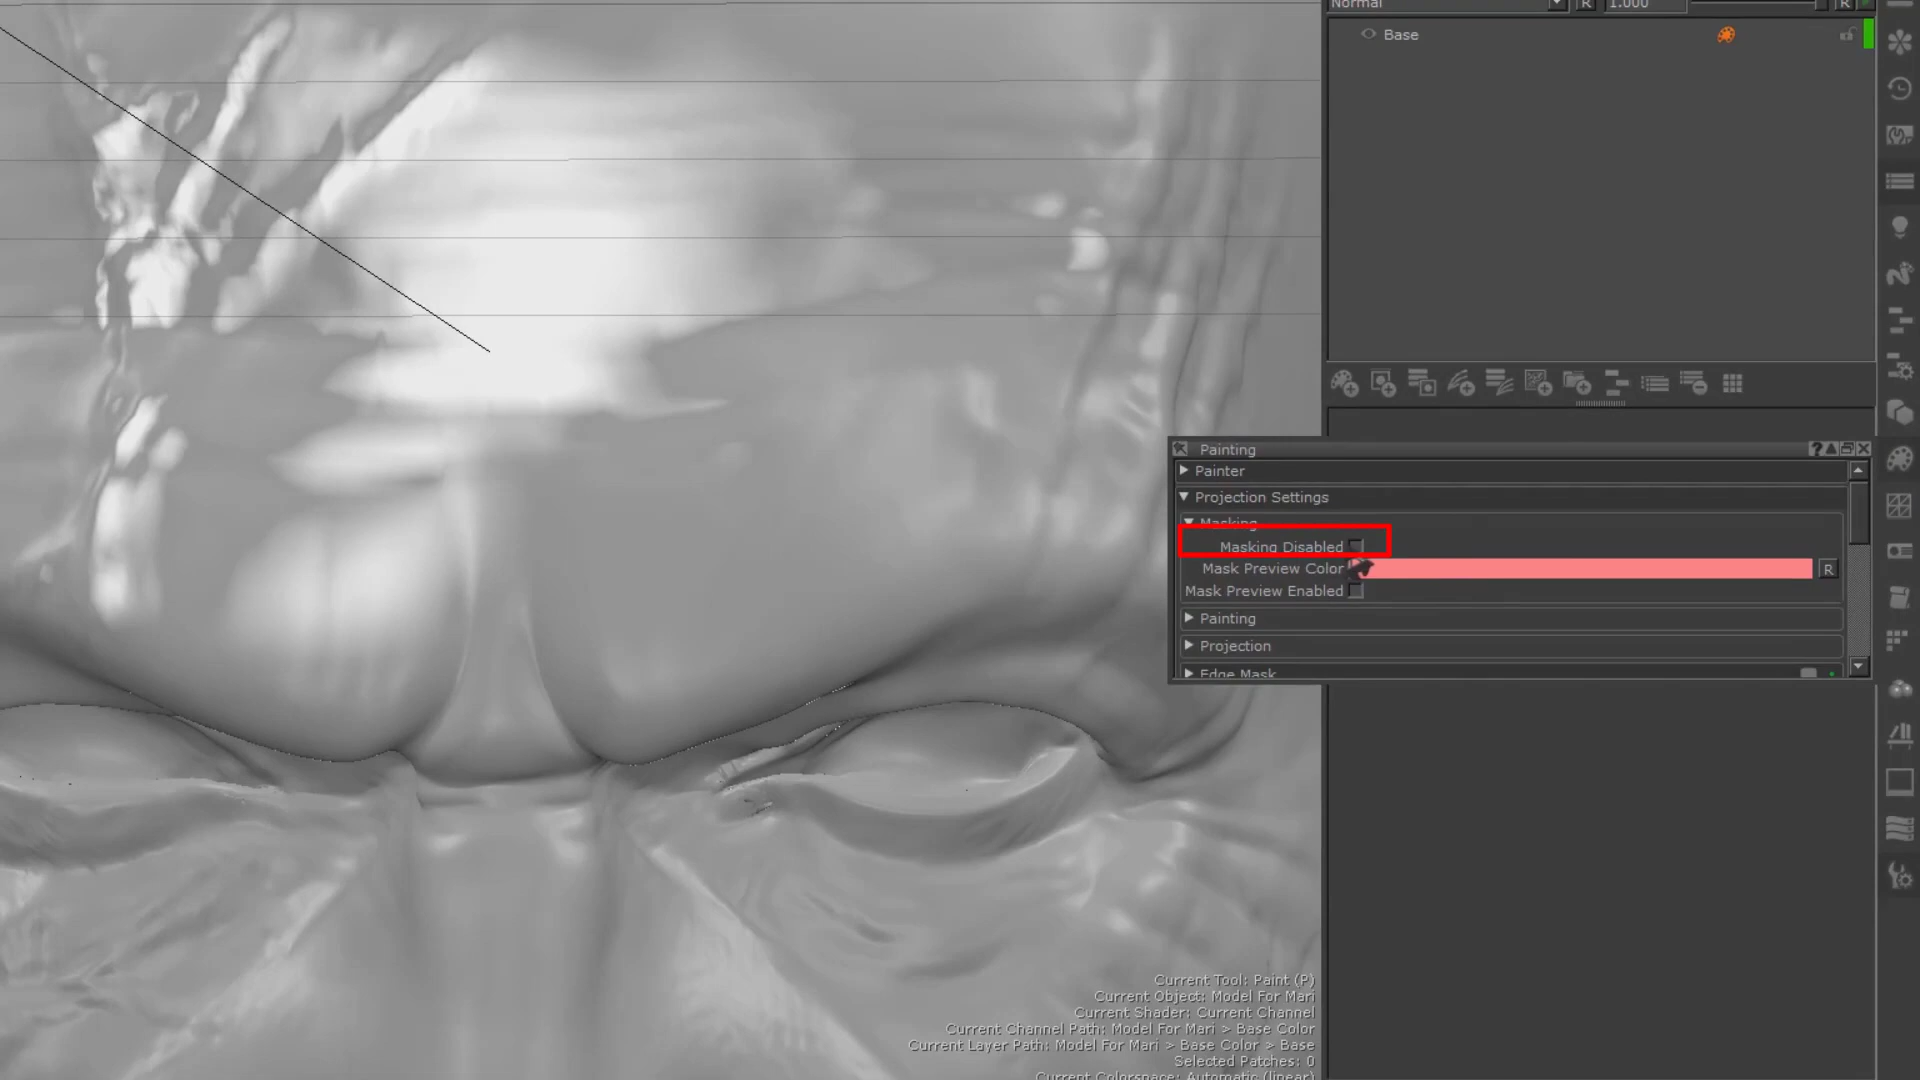 Normal R 1.000 R
Base
Painting ?
Painter
Projection Settings
Masking
Masking Disabled
Mask Preview Color R
Mask Preview Enabled
Painting
Projection
Edge Mask
Current Tool: Paint (P)
Current Object: Model For Mari
Current Shader: Current Channel
Current Channel Path: Model For Mari > Base Color
Current Layer Path: Model For Mari > Base Color > Base
Selected Patches: 0
Current Colorspace: Automatic (linear)